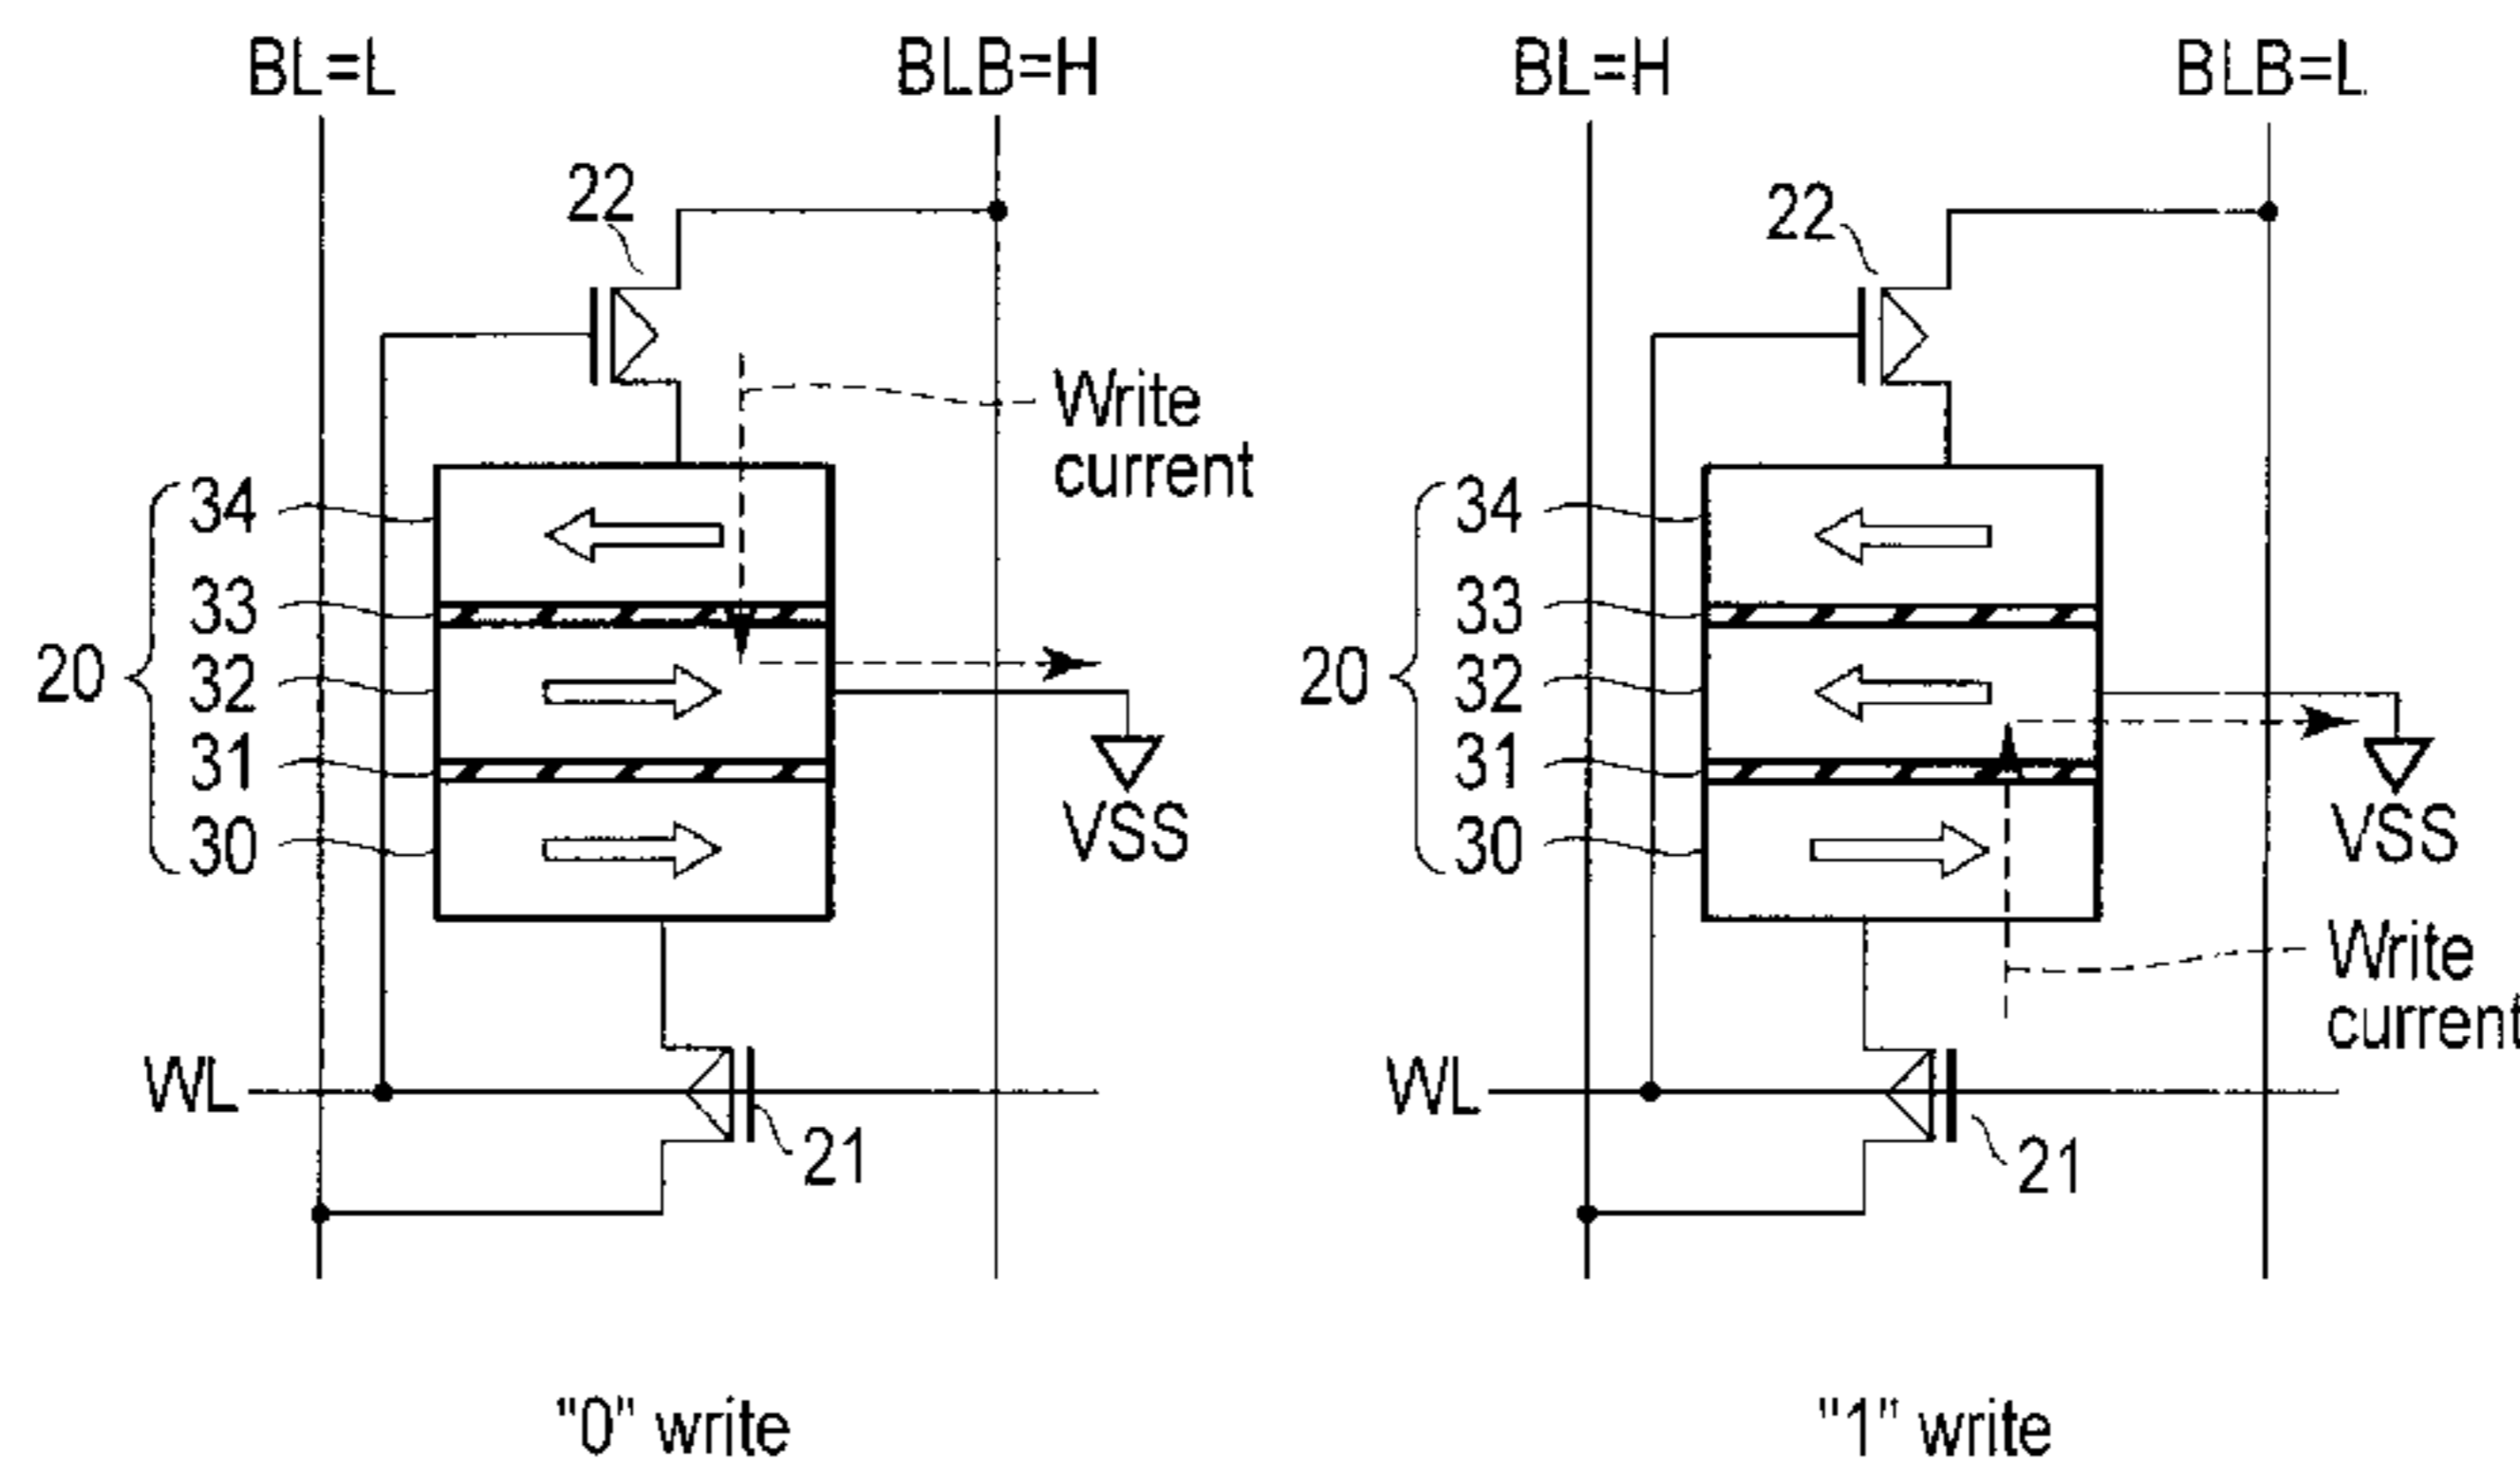 BL=L
BLB=H
22
Write
current
34
33
20
32
31
30
VSS
WL
21
"0" write
BL=H
BLB=L
22
34
33
20
32
31
30
VSS
Write
current
WL
21
"1" write